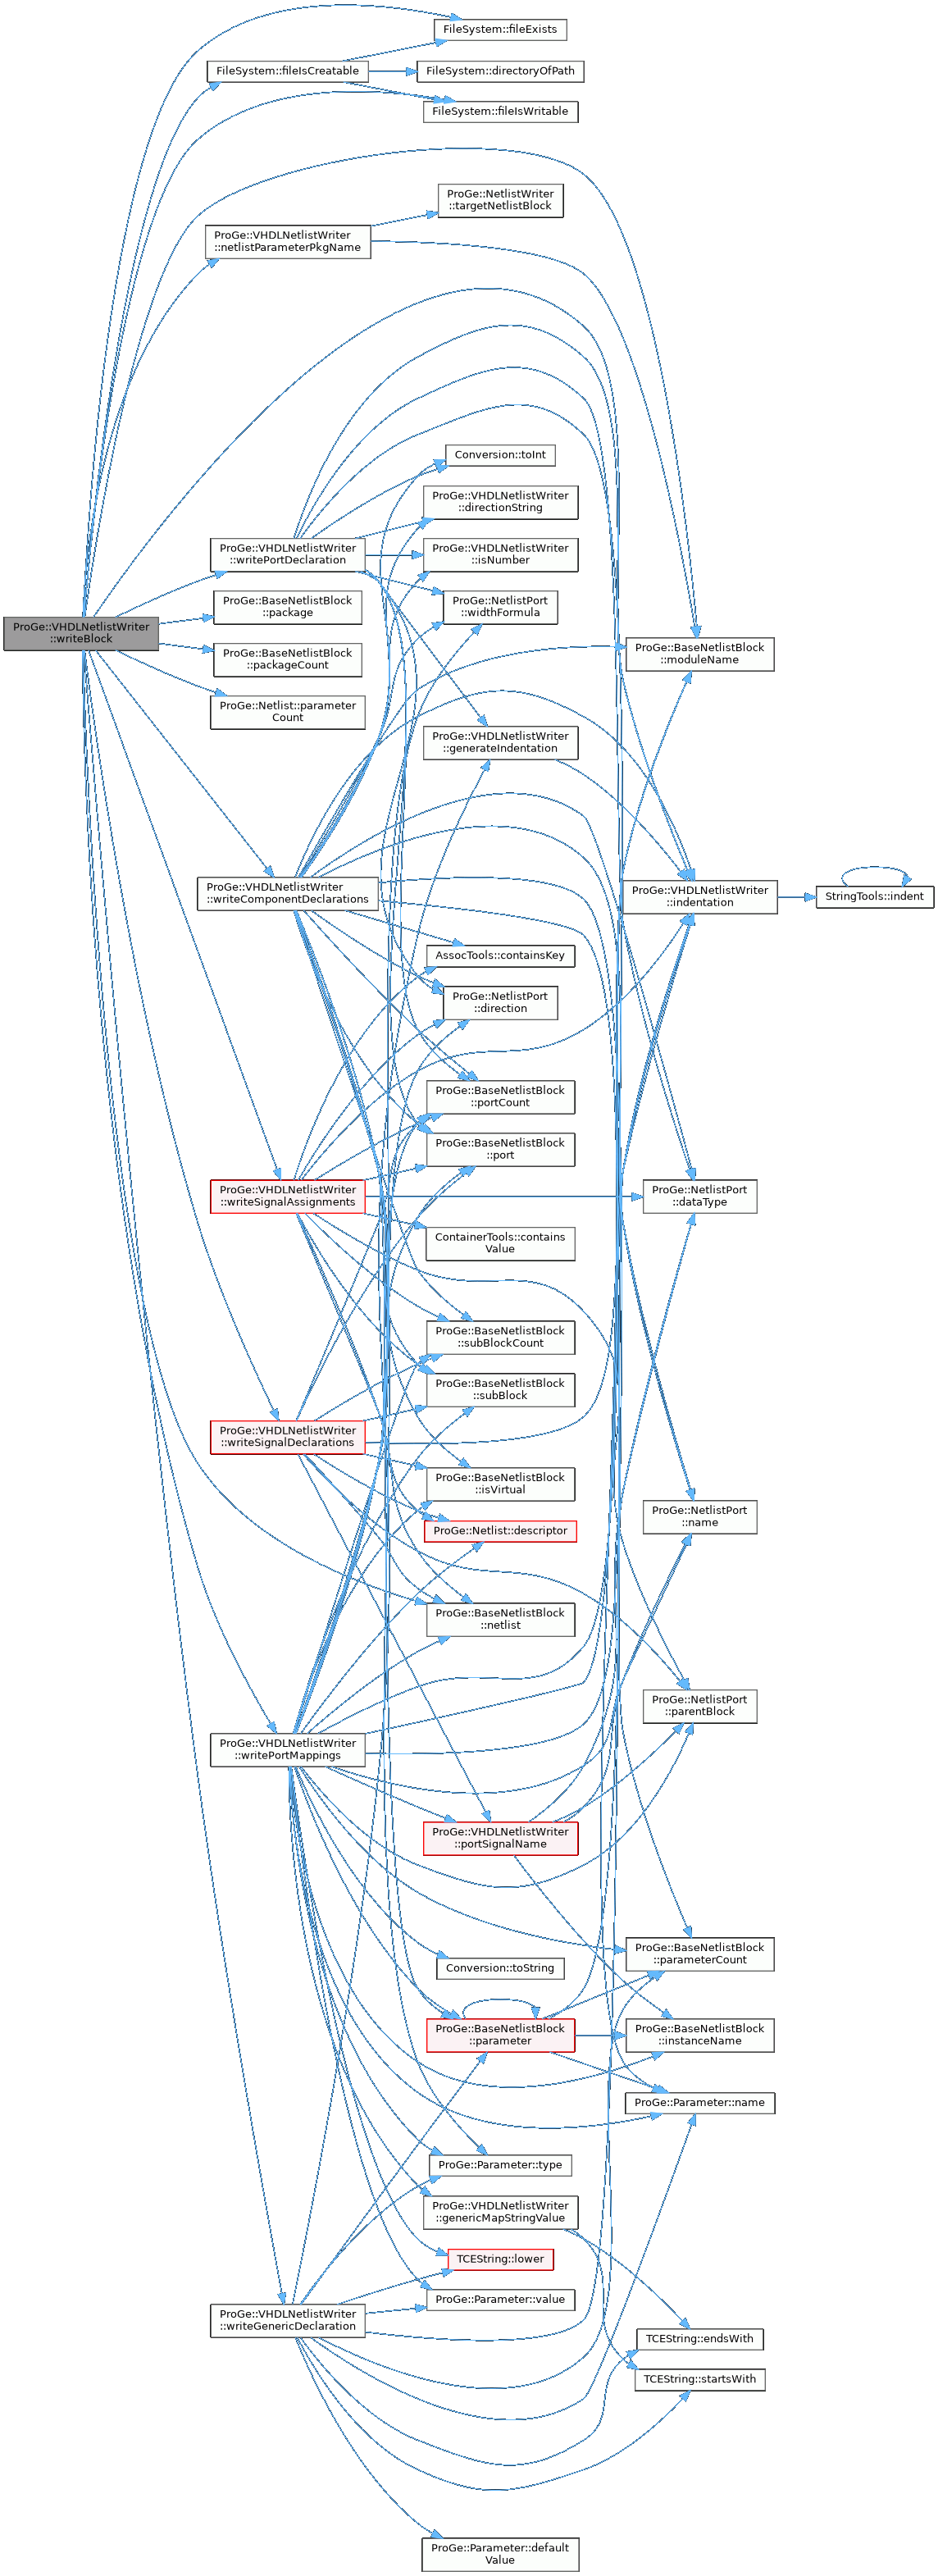 FileSystem::fileExists
FileSystem::fileIsCreatable
FileSystem::directoryOfPath
FileSystem::fileIsWritable
ProGe::NetlistWriter
::targetNetlistBlock
ProGe::VHDLNetlistWriter
::netlistParameterPkgName
Conversion::toInt
ProGe::VHDLNetlistWriter
::directionString
ProGe::VHDLNetlistWriter
::writePortDeclaration
ProGe::VHDLNetlistWriter
::isNumber
ProGe::BaseNetlistBlock
::package
ProGe::NetlistPort
::widthFormula
ProGe::VHDLNetlistWriter
::writeBlock
ProGe::BaseNetlistBlock
::packageCount
ProGe::BaseNetlistBlock
::moduleName
ProGe::Netlist::parameter
Count
ProGe::VHDLNetlistWriter
::generateIndentation
ProGe::VHDLNetlistWriter
::writeComponentDeclarations
ProGe::VHDLNetlistWriter
::indentation
StringTools::indent
AssocTools::containsKey
ProGe::NetlistPort
::direction
ProGe::BaseNetlistBlock
::portCount
ProGe::BaseNetlistBlock
::port
ProGe::VHDLNetlistWriter
::writeSignalAssignments
ProGe::NetlistPort
::dataType
ContainerTools::contains
Value
ProGe::BaseNetlistBlock
::subBlockCount
ProGe::BaseNetlistBlock
::subBlock
ProGe::VHDLNetlistWriter
::writeSignalDeclarations
ProGe::BaseNetlistBlock
::isVirtual
ProGe::NetlistPort
::name
ProGe::Netlist::descriptor
ProGe::BaseNetlistBlock
::netlist
ProGe::NetlistPort
::parentBlock
ProGe::VHDLNetlistWriter
::writePortMappings
ProGe::VHDLNetlistWriter
::portSignalName
ProGe::BaseNetlistBlock
::parameterCount
Conversion::toString
ProGe::BaseNetlistBlock
::parameter
ProGe::BaseNetlistBlock
::instanceName
ProGe::Parameter::name
ProGe::Parameter::type
ProGe::VHDLNetlistWriter
::genericMapStringValue
TCEString::lower
ProGe::Parameter::value
ProGe::VHDLNetlistWriter
::writeGenericDeclaration
TCEString::endsWith
TCEString::startsWith
ProGe::Parameter::default
Value